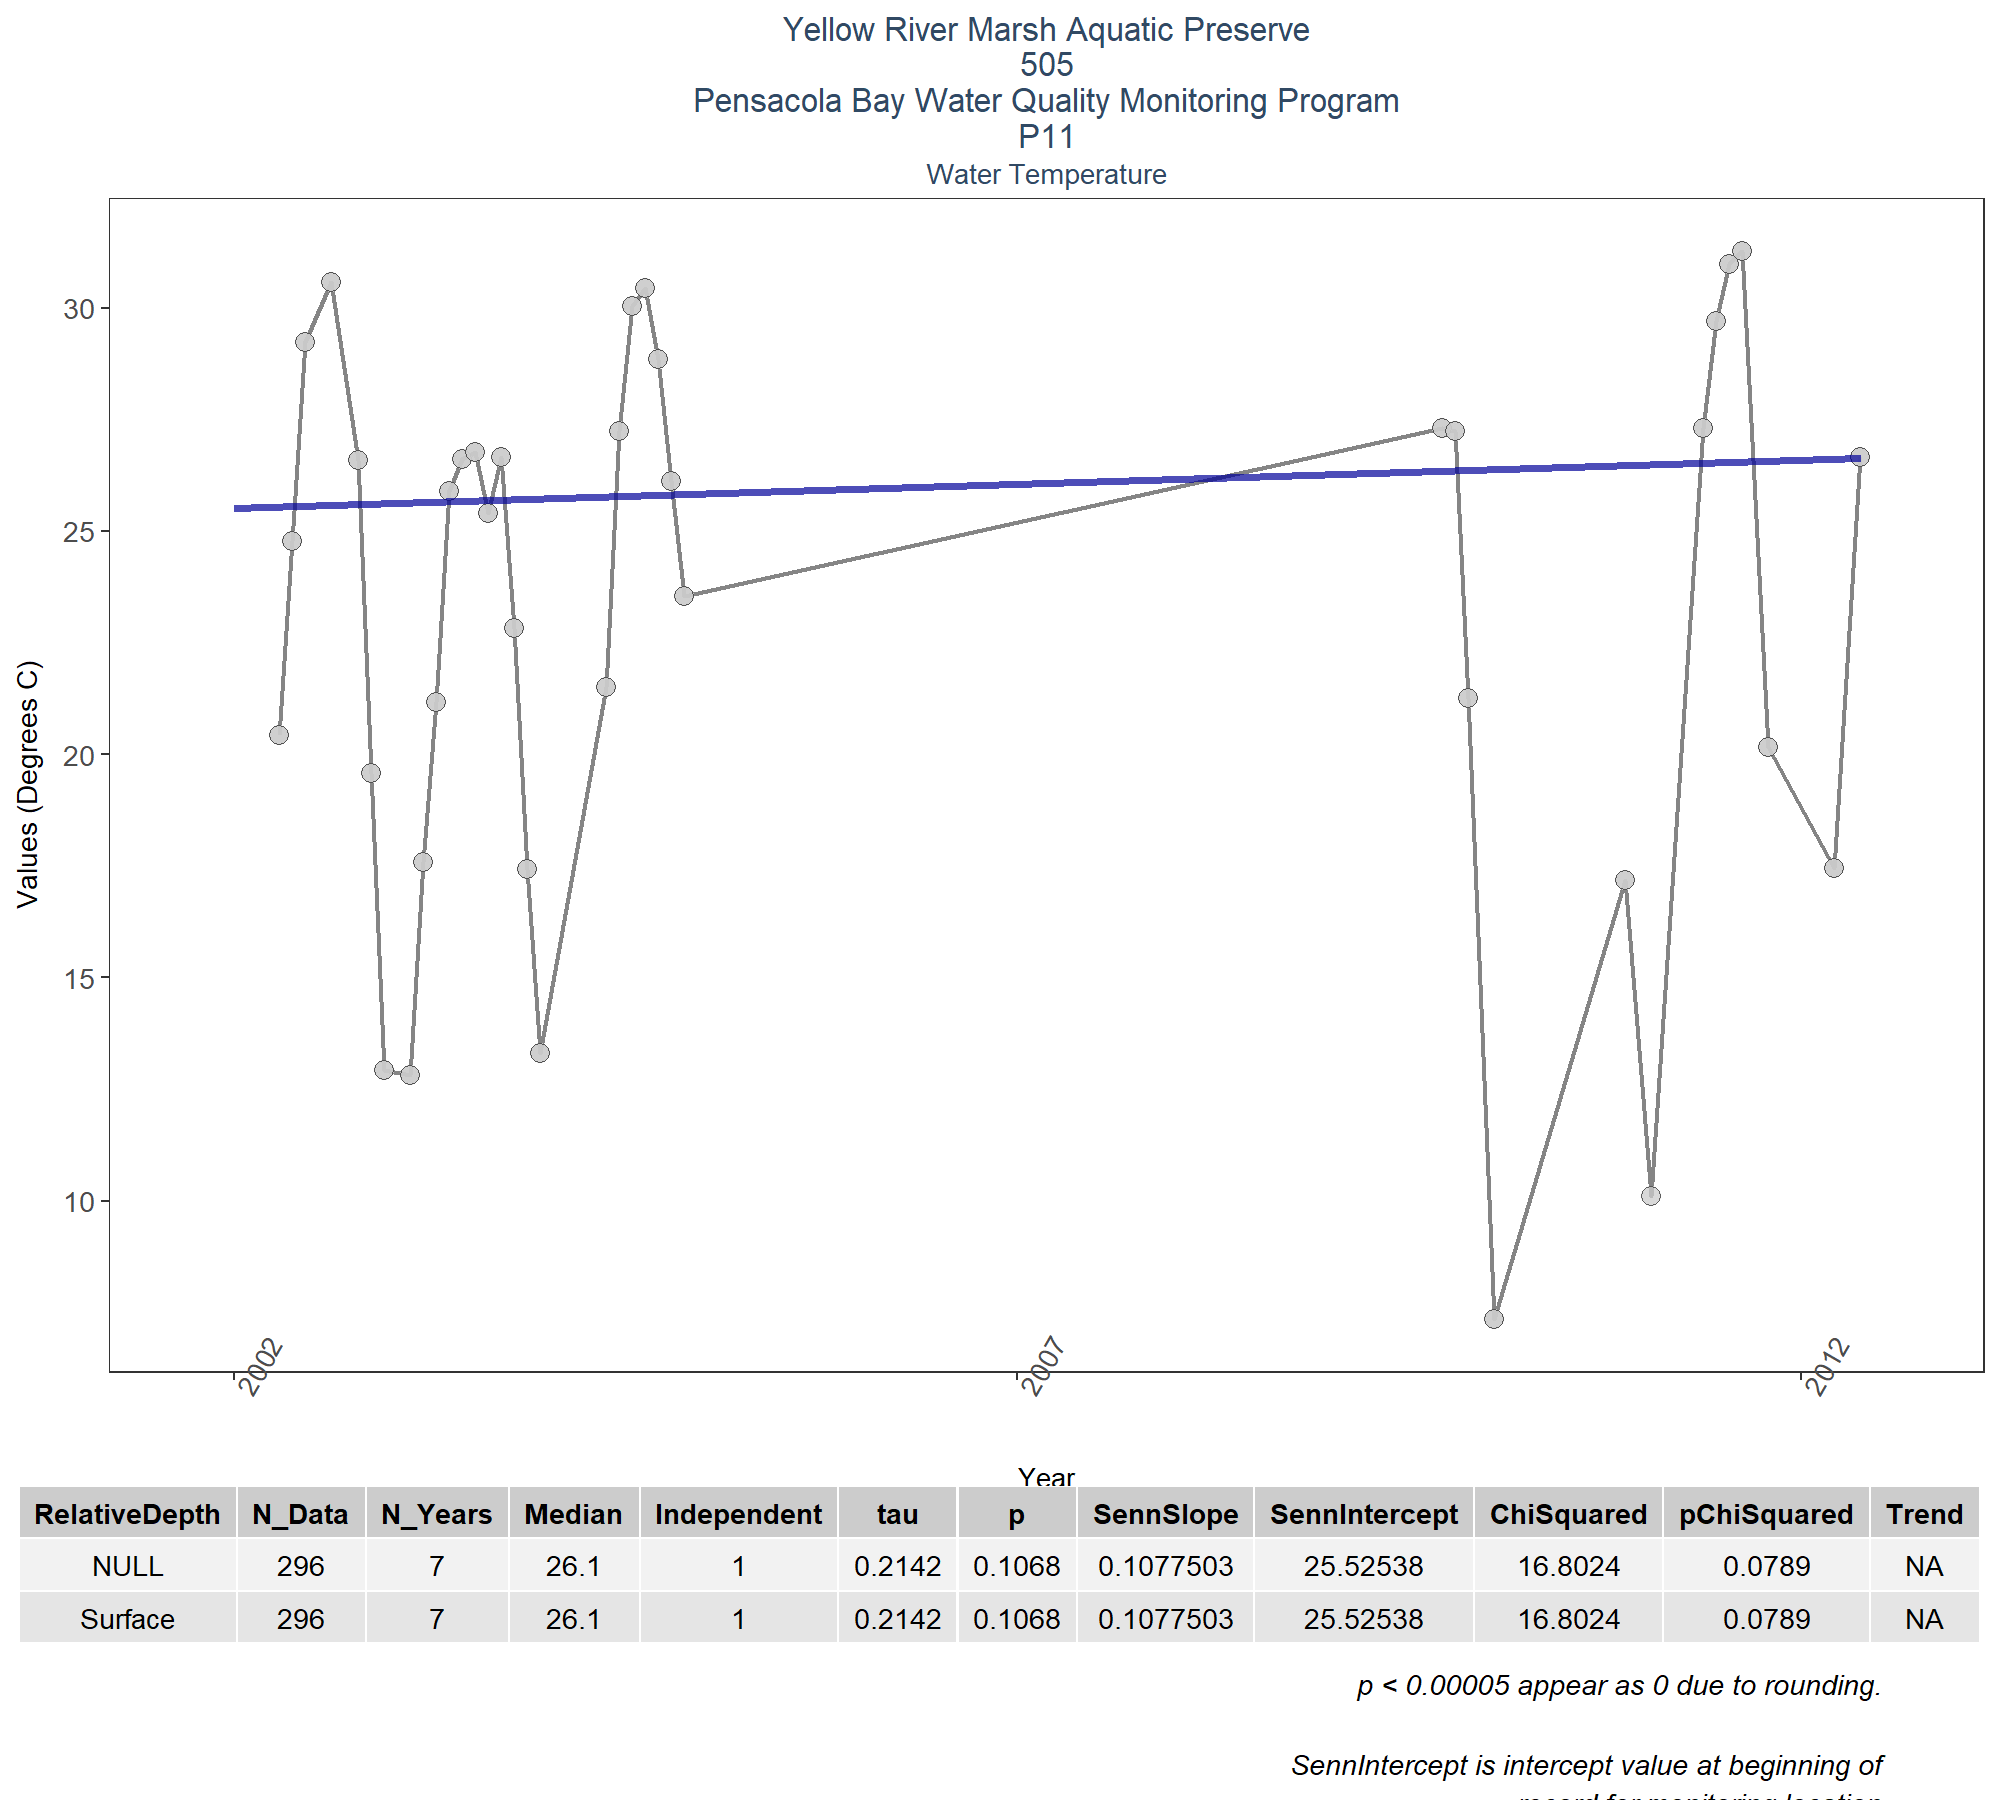 Yellow River Marsh Aquatic Preserve
505
Pensacola Bay Water Quality Monitoring Program
P11
Water Temperature
Values (Degrees C)
30
25
20
15
10
2002
2007
2012
Year
RelativeDepth N_Data N_Years Median Independent tau p SennSlope SennIntercept ChiSquared pChiSquared Trend
NULL 296 7 26.1 1 0.2142 0.1068 0.1077503 25.52538 16.8024 0.0789 NA
Surface 296 7 26.1 1 0.2142 0.1068 0.1077503 25.52538 16.8024 0.0789 NA
p < 0.00005 appear as 0 due to rounding.
SennIntercept is intercept value at beginning of
record for monitoring location